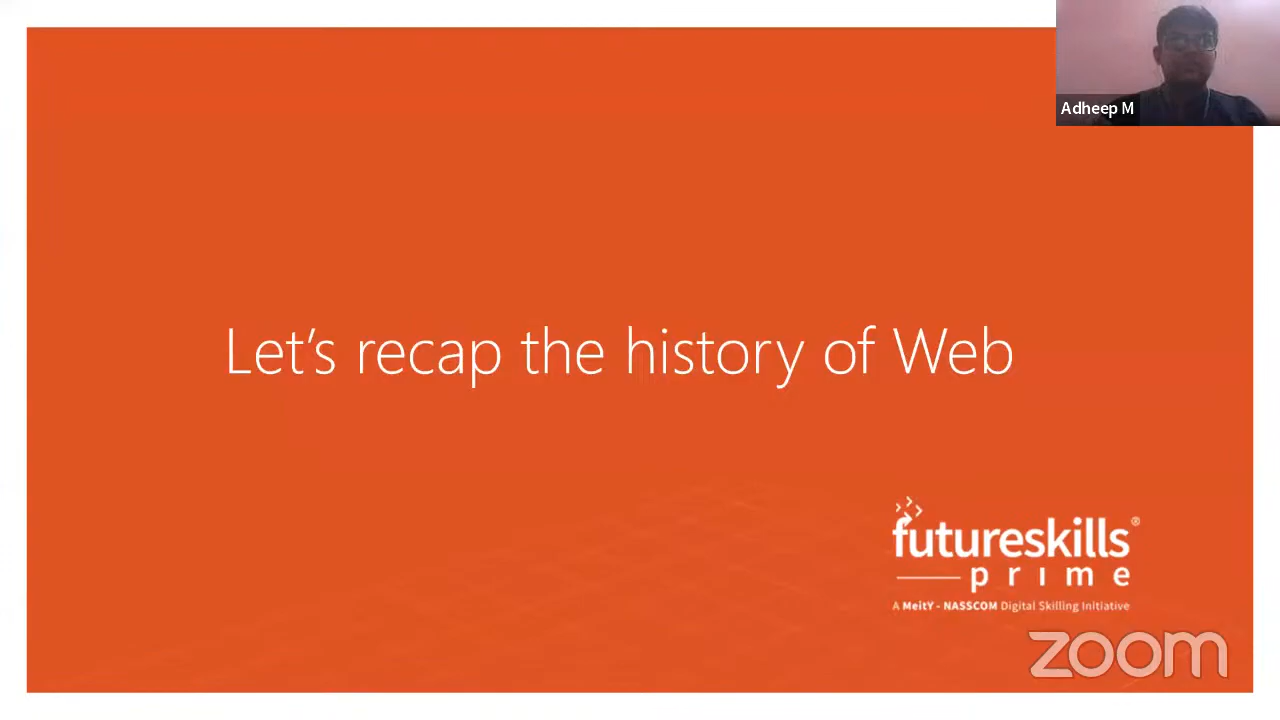 Adheep M
Let's recap the history of Web
futureskills®
prime
A MeitY - NASSCOM Digital Skilling Initiative
zoom